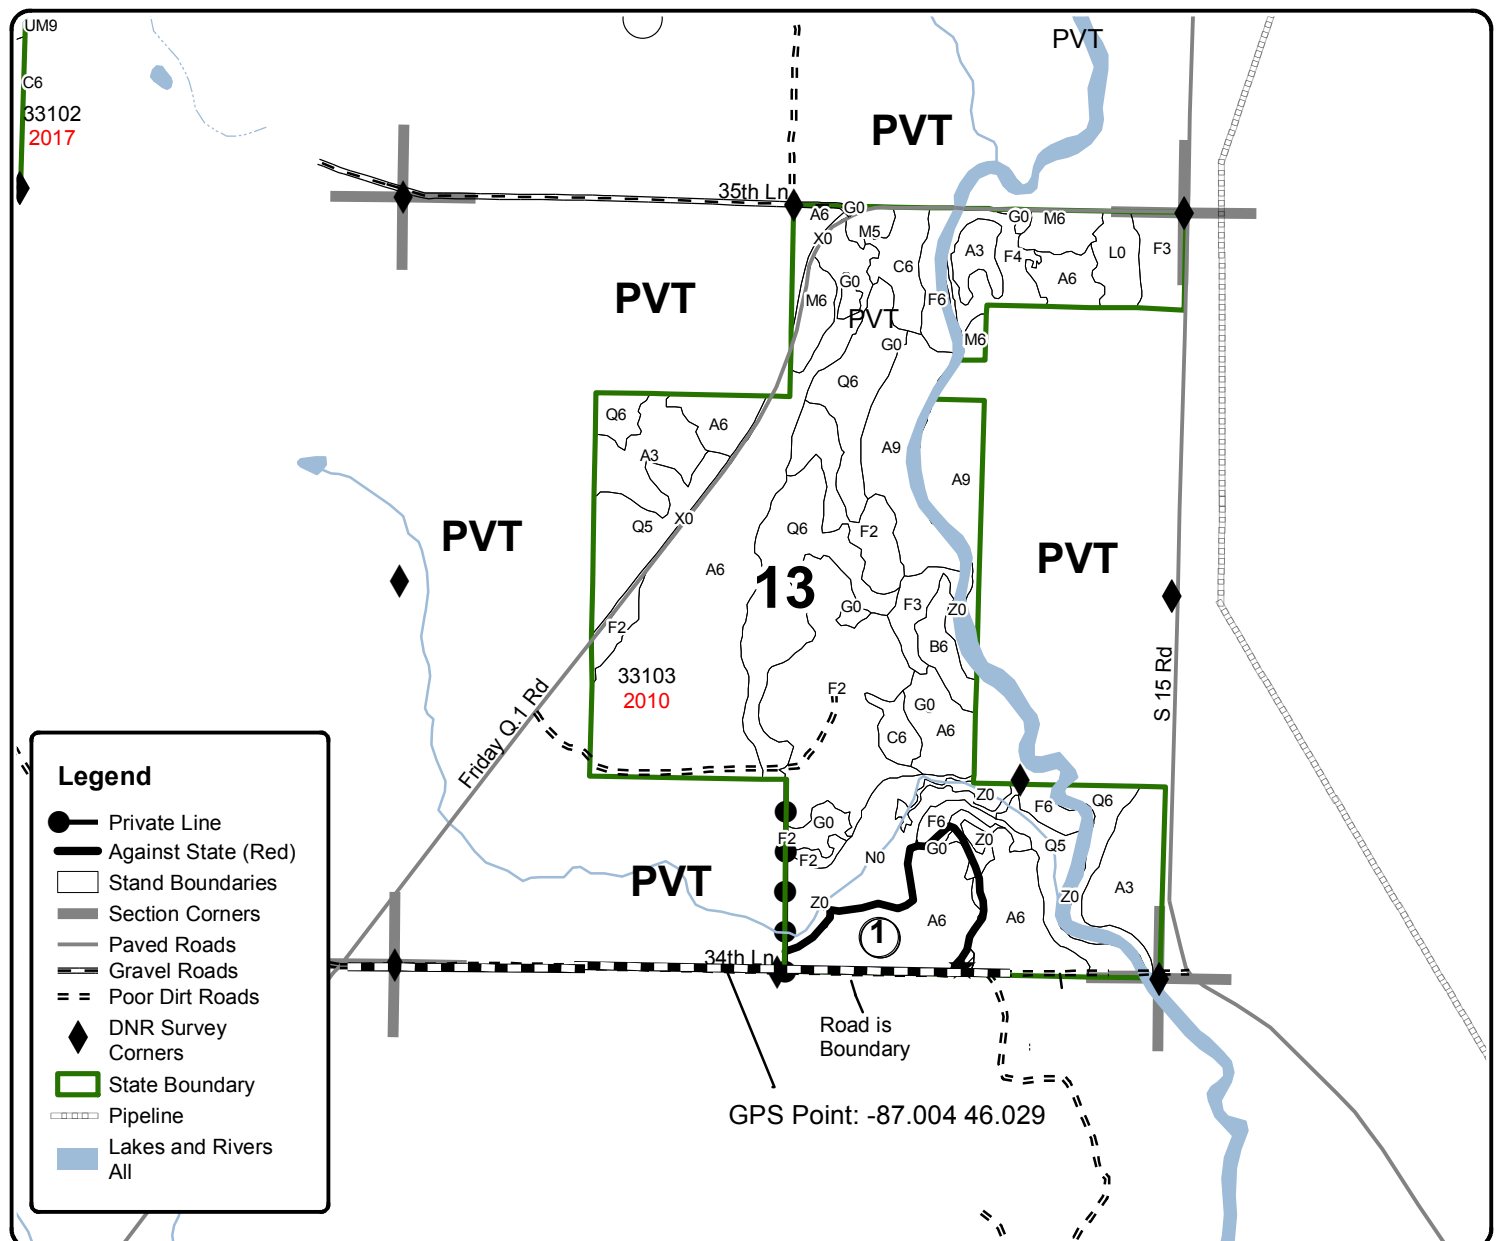 UM9
PVT
C6
33102
2017
PVT
35th Ln
A6
G0
G0
M6
M5
X0
A3
F4
L0
F3
C6
A6
G0
M6
F6
PVT
PVT
G0
M6
Q6
Q6
A6
A9
A3
A9
Q5
X0
Q6
F2
PVT
PVT
A6
13
G0
F3
Z0
F2
B6
33103
2010
F2
G0
C6
A6
S 15 Rd
Friday Q.1 Rd
Z0
F6
Q6
G0
F6
F2
F2
N0
G0
Z0
Q5
PVT
A3
Z0
Z0
A6
A6
1
34th Ln
Road is
Boundary
GPS Point: -87.004 46.029
Legend
Private Line
Against State (Red)
Stand Boundaries
Section Corners
Paved Roads
Gravel Roads
Poor Dirt Roads
DNR Survey
Corners
State Boundary
Pipeline
Lakes and Rivers
All